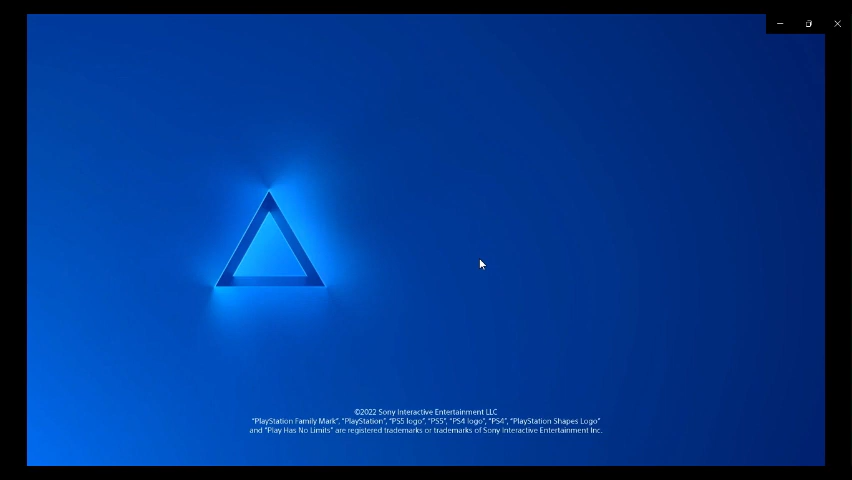 ©2022 Sony Interactive Entertainment LLC
"PlayStation Family Mark", "PlayStation", "PS5 logo", "PS5", "PS4 logo", "PS4", "PlayStation Shapes Logo"
and "Play Has No Limits" are registered trademarks or trademarks of Sony Interactive Entertainment Inc.